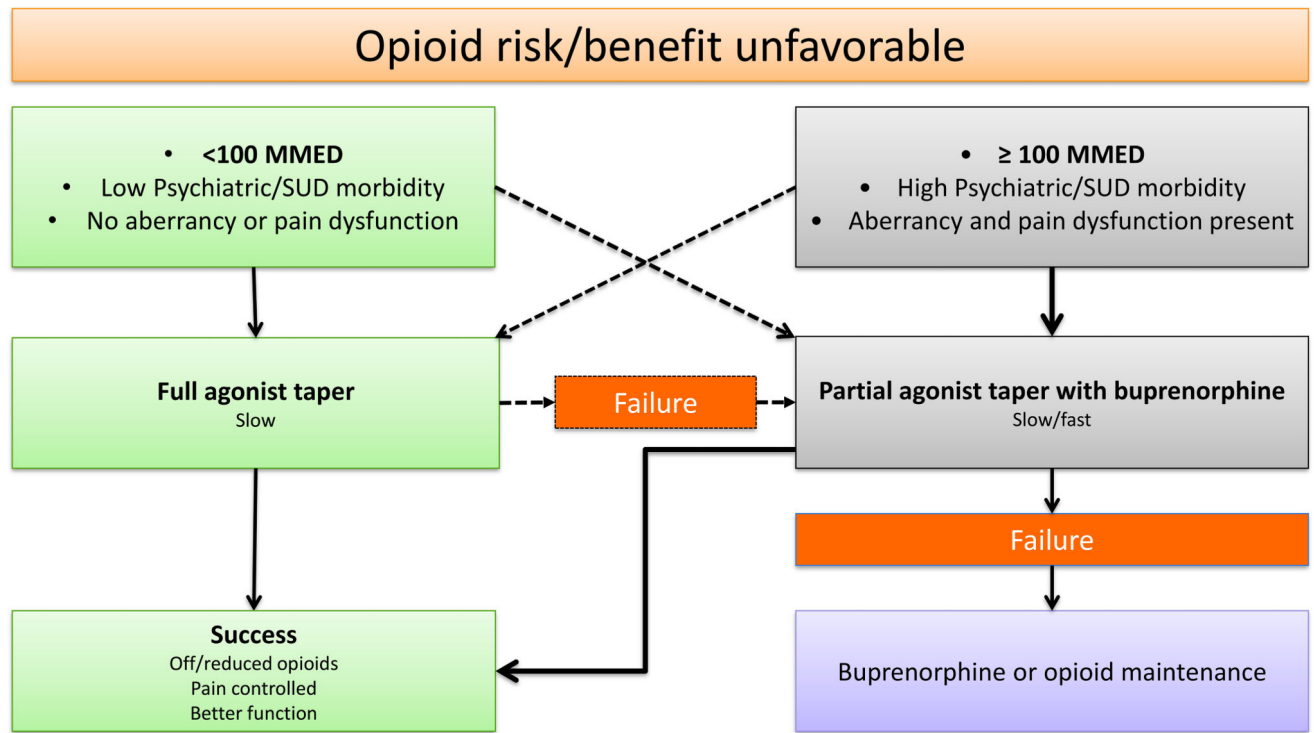 Opioid risk/benefit unfavorable
• <100 MMED
• Low Psychiatric/SUD morbidity
• No aberrancy or pain dysfunction
• ≥ 100 MMED
• High Psychiatric/SUD morbidity
• Aberrancy and pain dysfunction present
Full agonist taper
Slow
Failure
Partial agonist taper with buprenorphine
Slow/fast
Failure
Success
Off/reduced opioids
Pain controlled
Better function
Buprenorphine or opioid maintenance